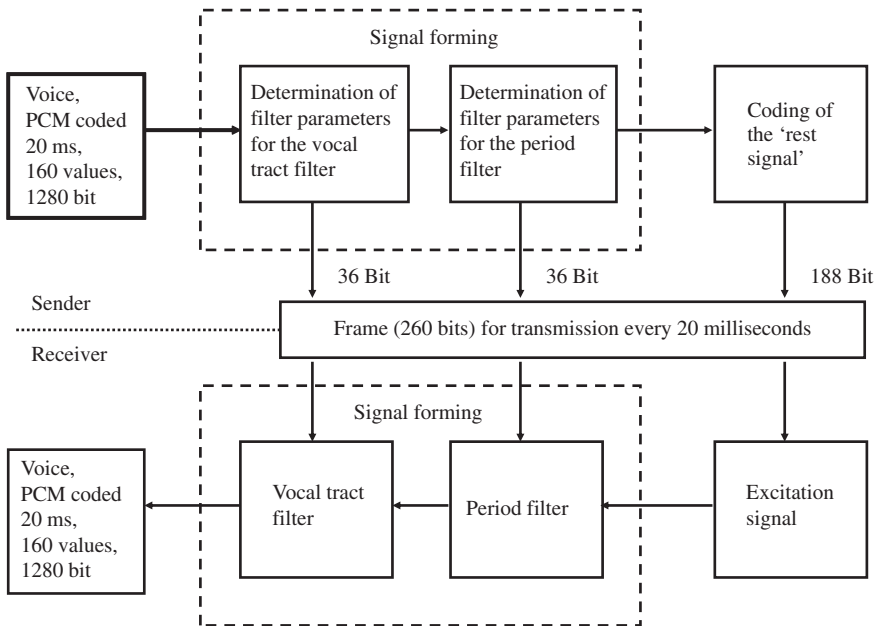 Signal forming
Voice,
PCM coded
20 ms,
160 values,
1280 bit
Determination of
filter parameters
for the vocal
tract filter
Determination of
filter parameters
for the period
filter
Coding of
the ‘rest
signal’
36 Bit
36 Bit
188 Bit
Sender
Frame (260 bits) for transmission every 20 milliseconds
Receiver
Signal forming
Voice,
PCM coded
20 ms,
160 values,
1280 bit
Vocal tract
filter
Period filter
Excitation
signal